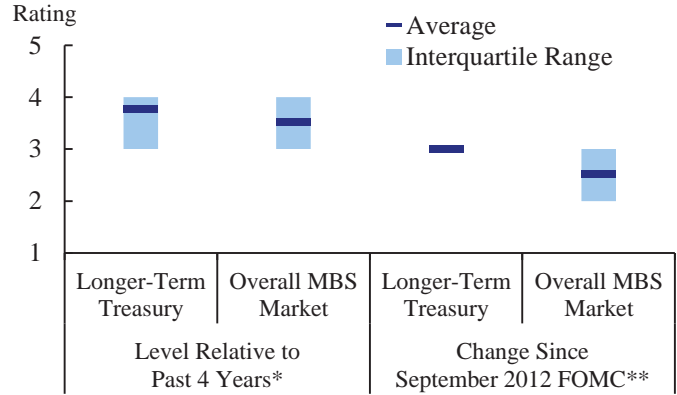 Rating
Average
Interquartile Range
5
4
3
2
1
Longer-Term
Treasury
Overall MBS
Market
Longer-Term
Treasury
Overall MBS
Market
Level Relative to
Past 4 Years*
Change Since
September 2012 FOMC**